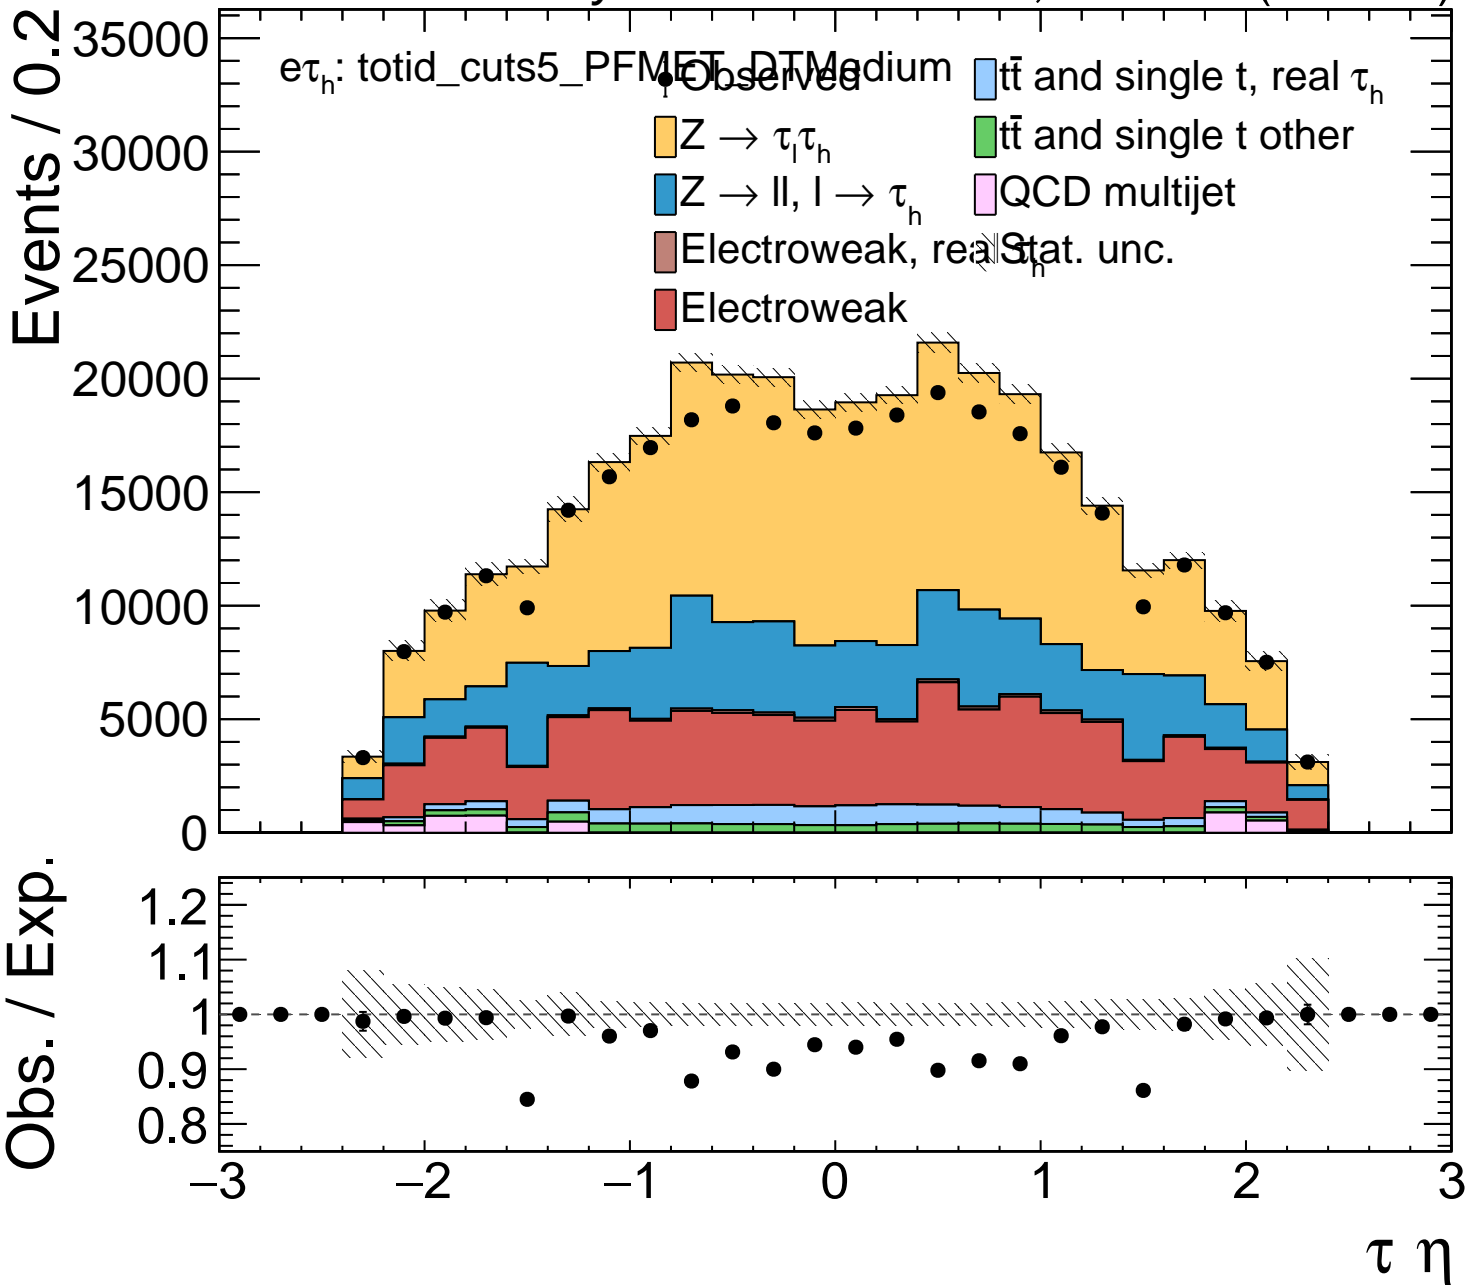 Events / 0.2
35000
30000
25000
20000
15000
10000
5000
0
eτh: totid_cuts5_PFMET_DTMedium
Observed
Z → τlτh
Z → ll, l → τh
Electroweak, real τh
Electroweak
tt̄ and single t, real τh
tt̄ and single t other
QCD multijet
Stat. unc.
Obs. / Exp.
1.2
1.1
1
0.9
0.8
−3 −2 −1 0 1 2 3
τ η